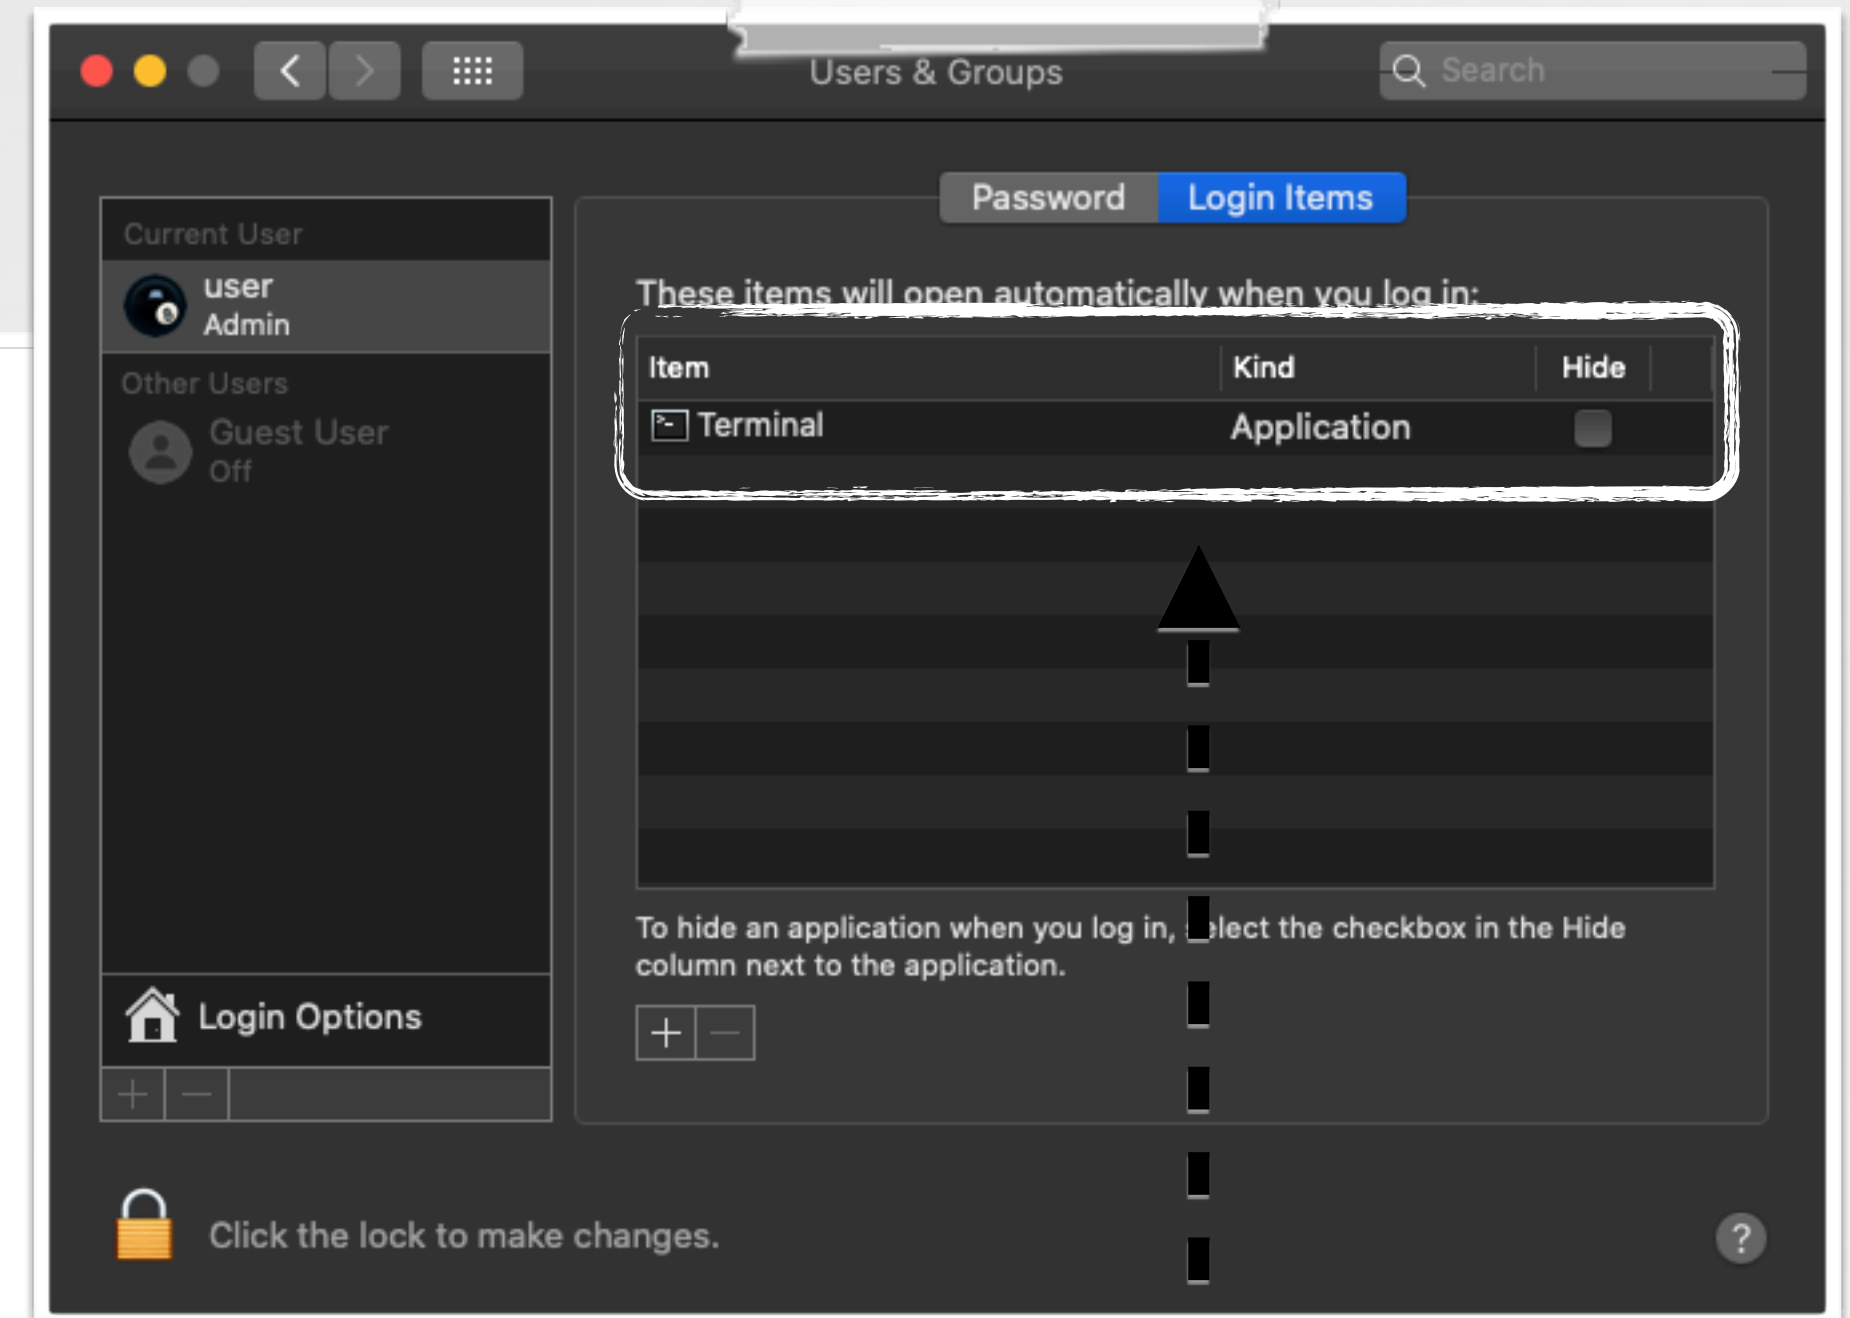 Users & Groups
Search
Password
Login Items
Current User
user
Admin
Other Users
Guest User
Off
Login Options
These items will open automatically when you log in:
Item Kind Hide
Terminal Application
To hide an application when you log in, select the checkbox in the Hide
column next to the application.
Click the lock to make changes.
?